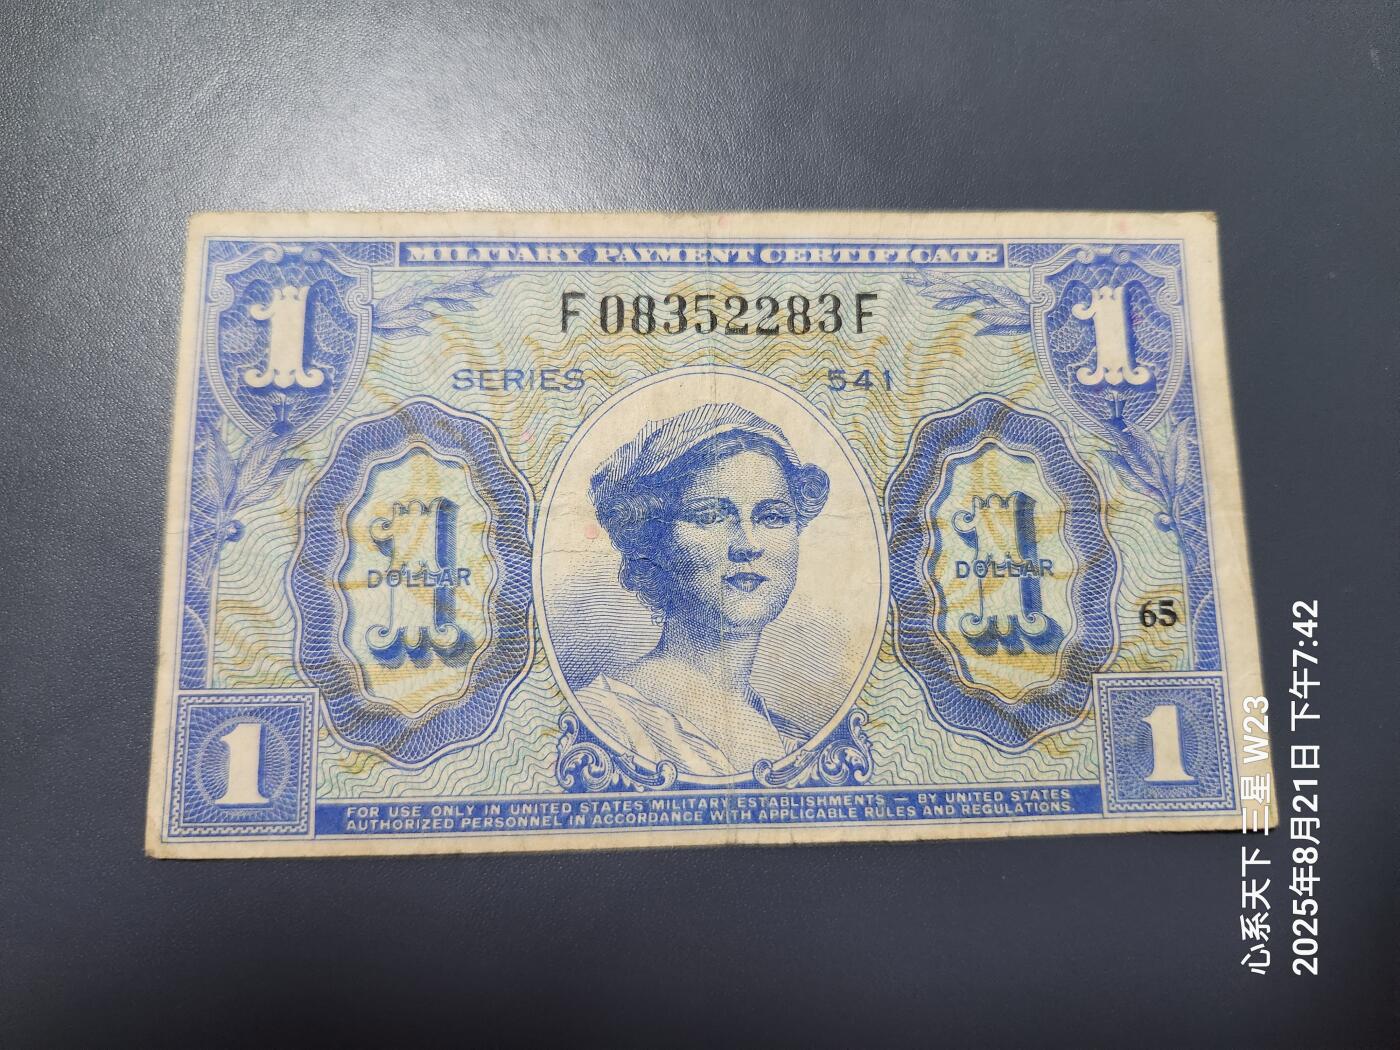 MILITARY PAYMENT CERTIFICATE
1
1
F08352283F
SERIES 541
1
DOLLAR
1
DOLLAR
65
1
1
FOR USE ONLY IN UNITED STATES MILITARY ESTABLISHMENTS — BY UNITED STATES
AUTHORIZED PERSONNEL IN ACCORDANCE WITH APPLICABLE RULES AND REGULATIONS.
心系天下 三星 W23
2025年8月21日 下午7:42